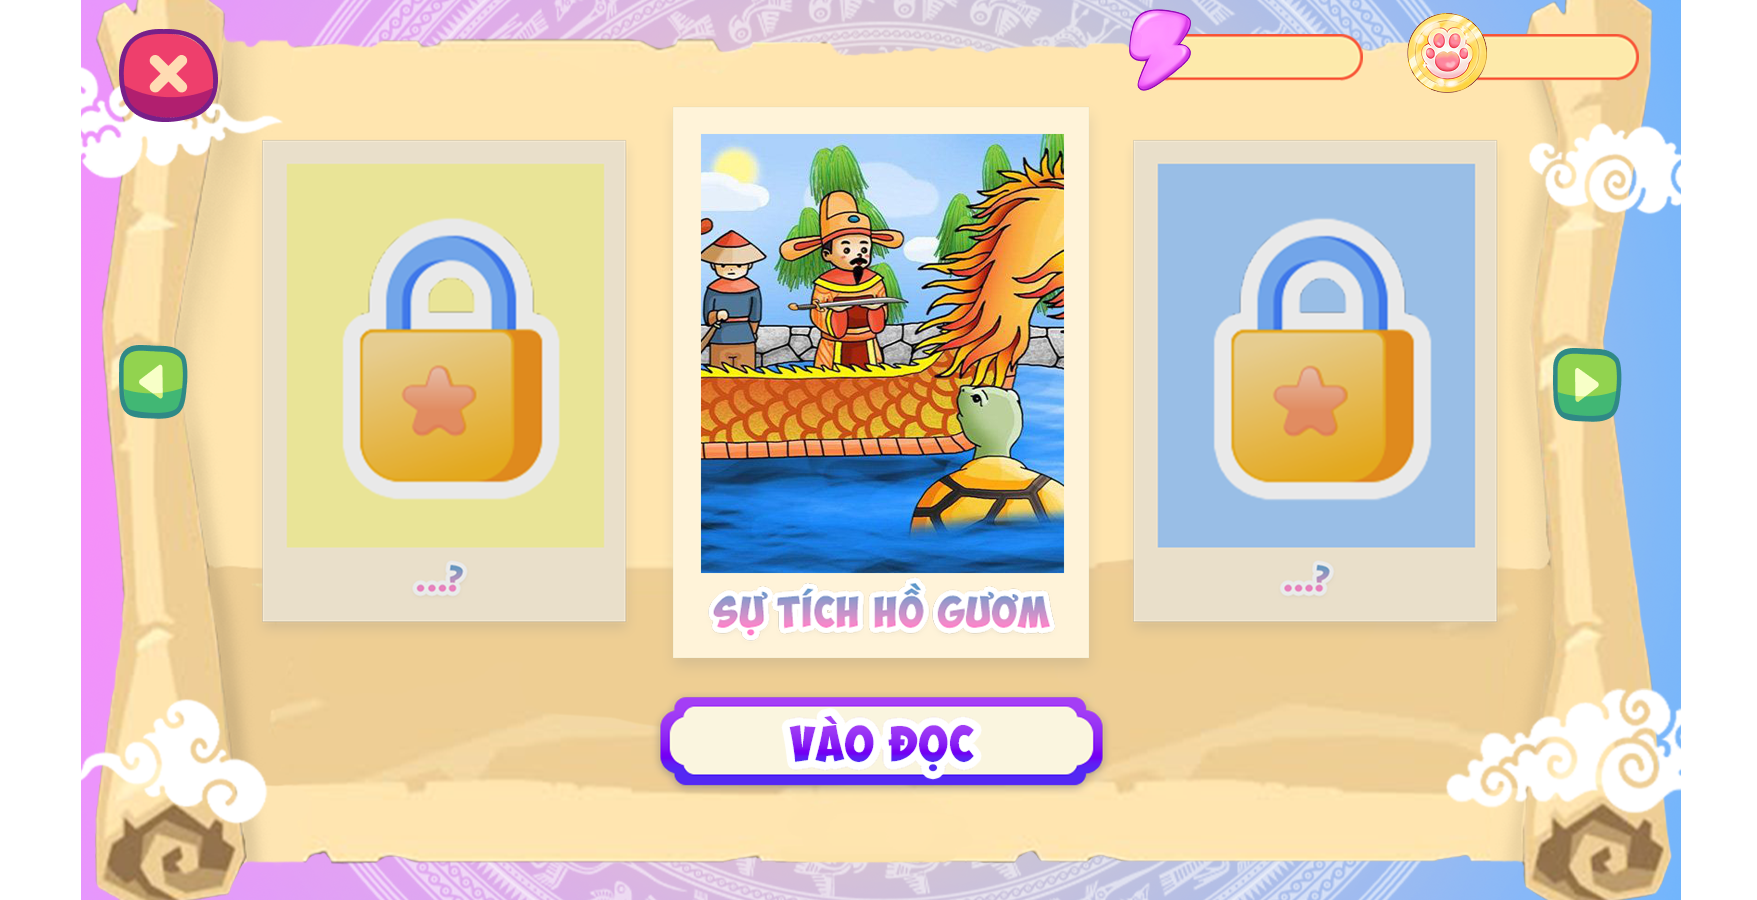 SỰ TÍCH HỒ GƯƠM
....?
....?
VÀO ĐỌC